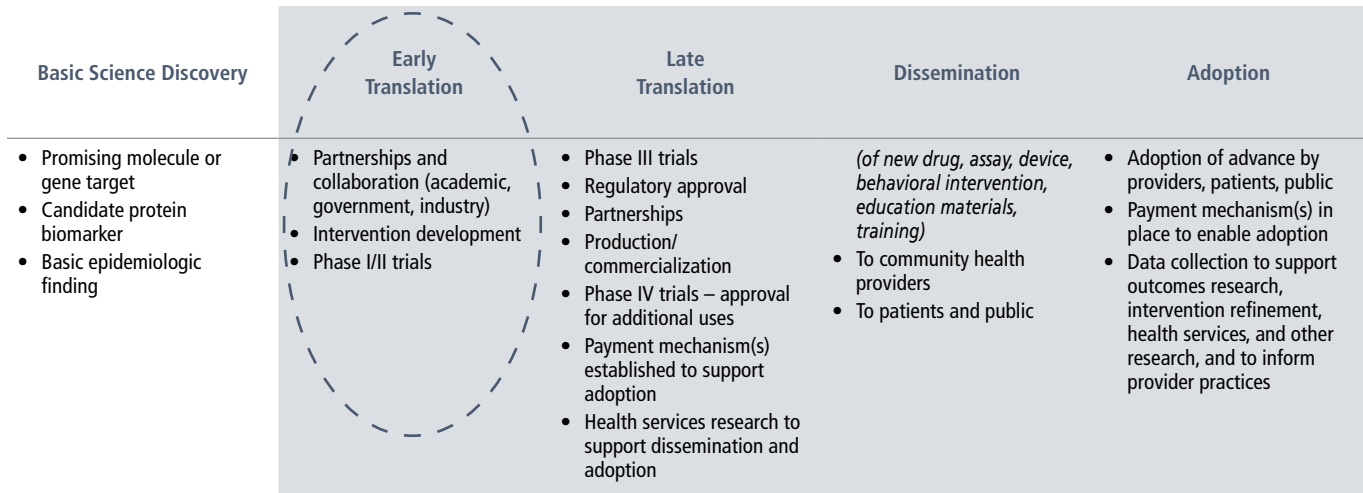 Basic Science Discovery
Early
Translation
Late
Translation
Dissemination
Adoption
• Promising molecule or
gene target
• Candidate protein
biomarker
• Basic epidemiologic
finding
• Partnerships and
collaboration (academic,
government, industry)
• Intervention development
• Phase I/II trials
• Phase III trials
• Regulatory approval
• Partnerships
• Production/
commercialization
• Phase IV trials – approval
for additional uses
• Payment mechanism(s)
established to support
adoption
• Health services research to
support dissemination and
adoption
(of new drug, assay, device,
behavioral intervention,
education materials,
training)
• To community health
providers
• To patients and public
• Adoption of advance by
providers, patients, public
• Payment mechanism(s) in
place to enable adoption
• Data collection to support
outcomes research,
intervention refinement,
health services, and other
research, and to inform
provider practices